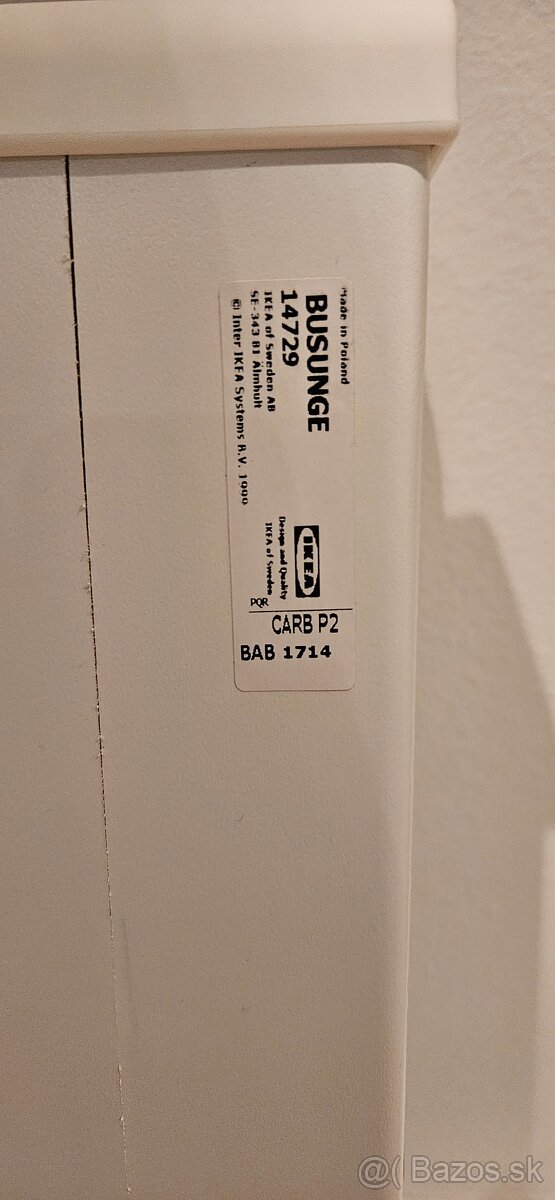 Made in Poland
BUSUNGE
14729
IKEA of Sweden AB
SE-343 81 Älmhult
© Inter IKEA Systems B.V. 1999
IKEA
Design and Quality
IKEA of Sweden
PQR
CARB P2
BAB 1714
@( Bazos.sk